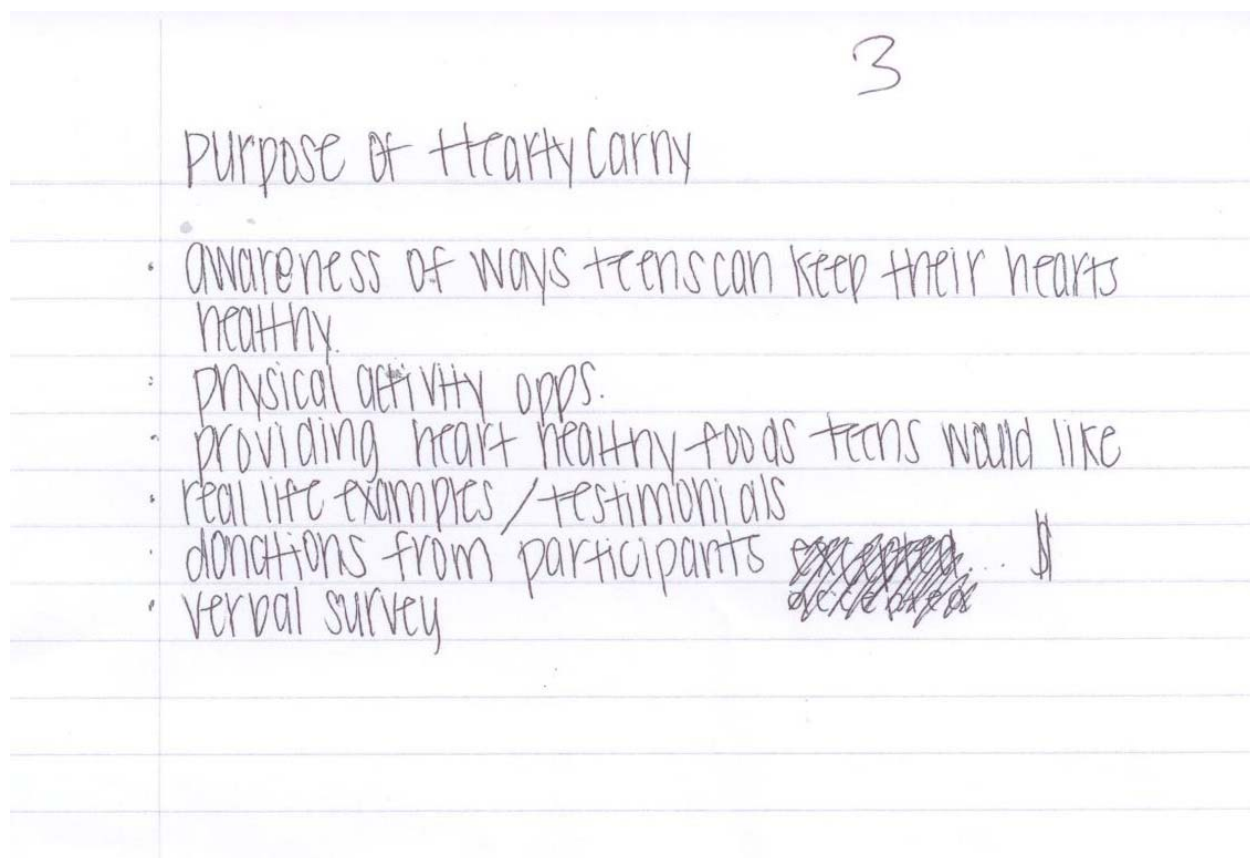 3
purpose of Hearty Carny
· awareness of ways teens can keep their hearts
healthy.
· physical activity opps.
· providing heart healthy foods teens would like
· real life examples / testimonials
· donations from participants ... $
· verbal survey